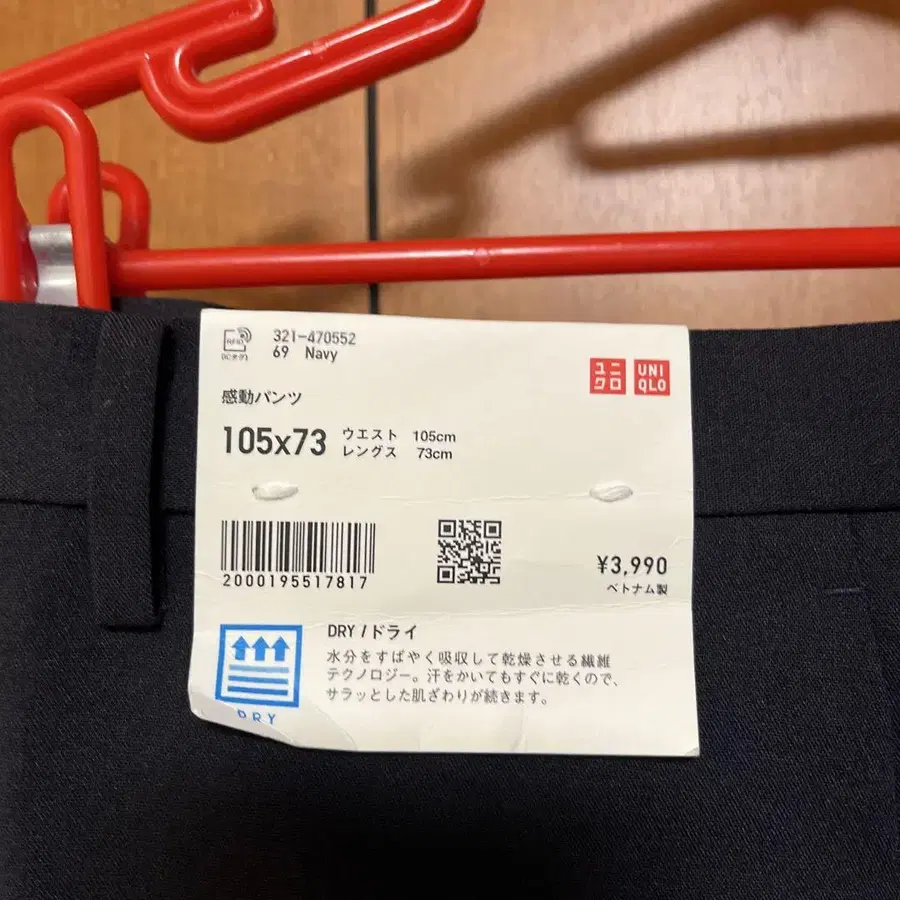 RFID
ICタグ
321-470552
69 Navy
ユニ
クロ
UNI
QLO
感動パンツ
105x73
ウエスト 105cm
レングス 73cm
2000195517817
¥3,990
ベトナム製
DRY
DRY / ドライ
水分をすばやく吸収して乾燥させる繊維
テクノロジー。汗をかいてもすぐに乾くので、
サラッとした肌ざわりが続きます。